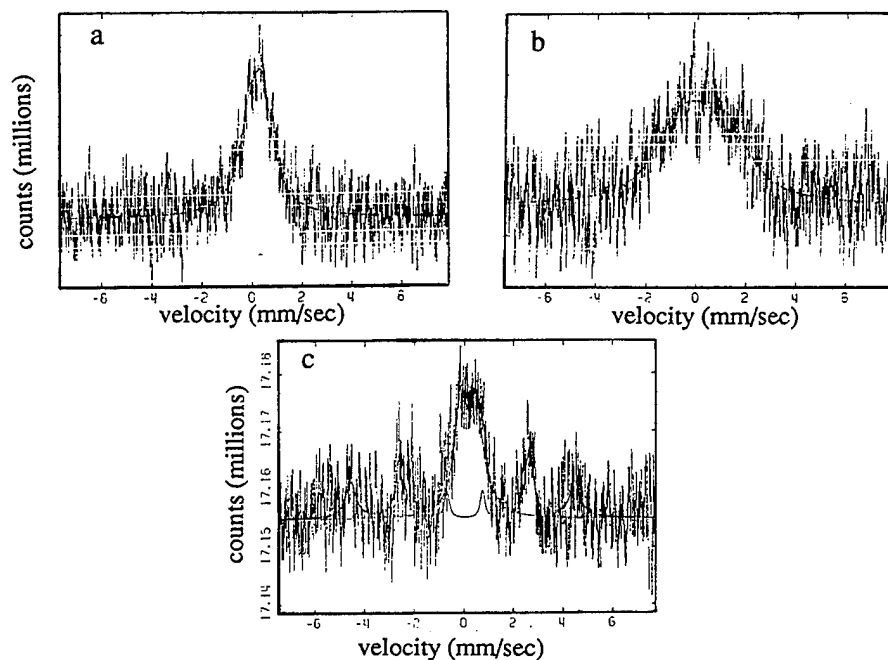 a
counts (millions)
-6 -4 -2 0 2 4 6
velocity (mm/sec)
b
-6 -4 -2 0 2 4 6
velocity (mm/sec)
c
counts (millions)
17.18
17.17
17.16
17.15
17.14
-6 -4 -2 0 2 4 6
velocity (mm/sec)